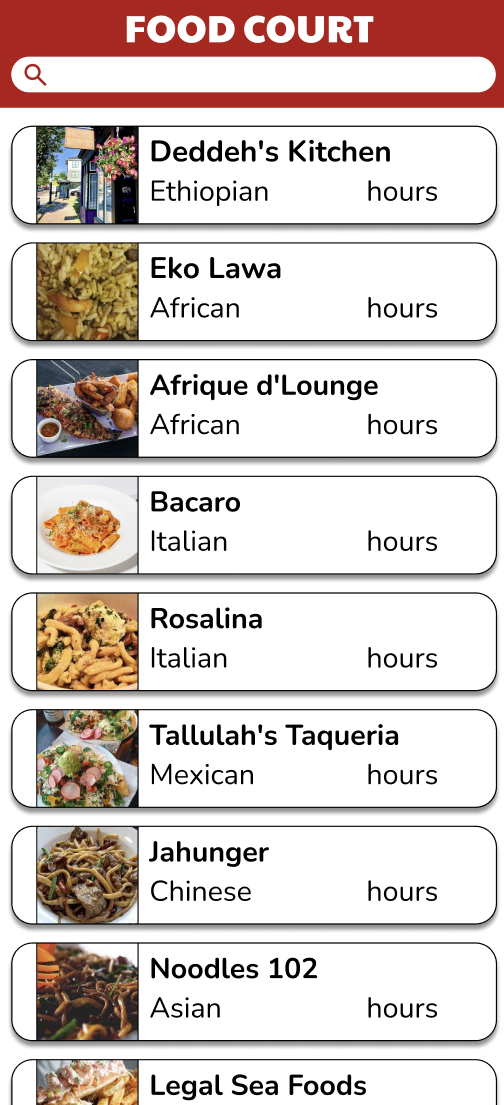 FOOD COURT
Deddeh's Kitchen
Ethiopian hours
Eko Lawa
African hours
Afrique d'Lounge
African hours
Bacaro
Italian hours
Rosalina
Italian hours
Tallulah's Taqueria
Mexican hours
Jahunger
Chinese hours
Noodles 102
Asian hours
Legal Sea Foods